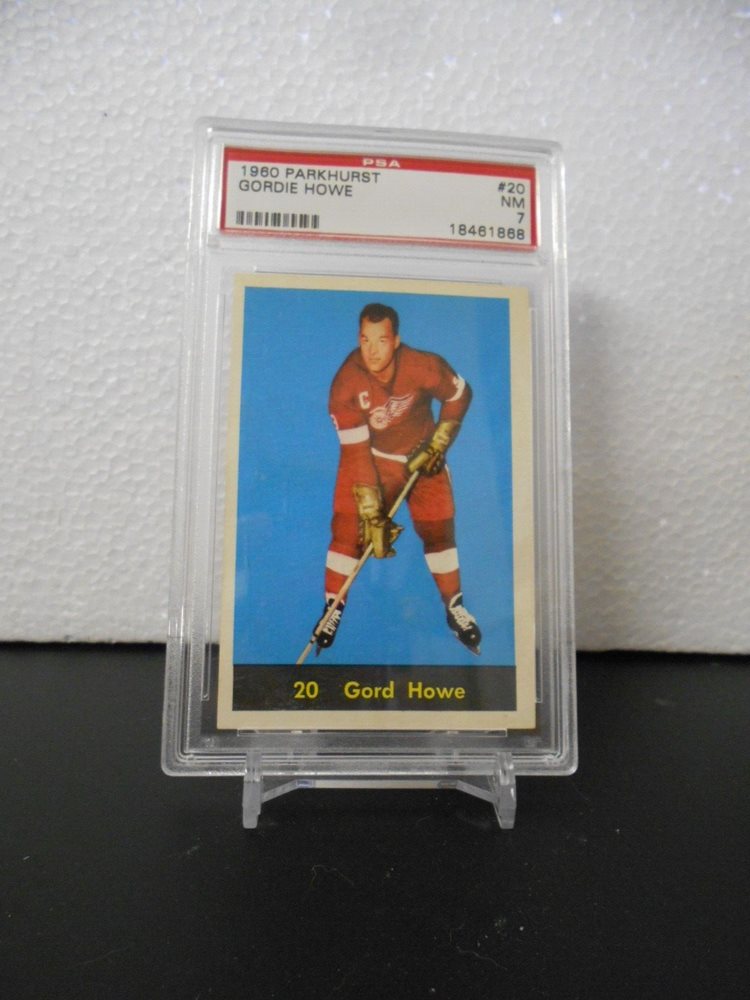 PSA
1960 PARKHURST #20
GORDIE HOWE NM
7
18461868
C
20 Gord Howe